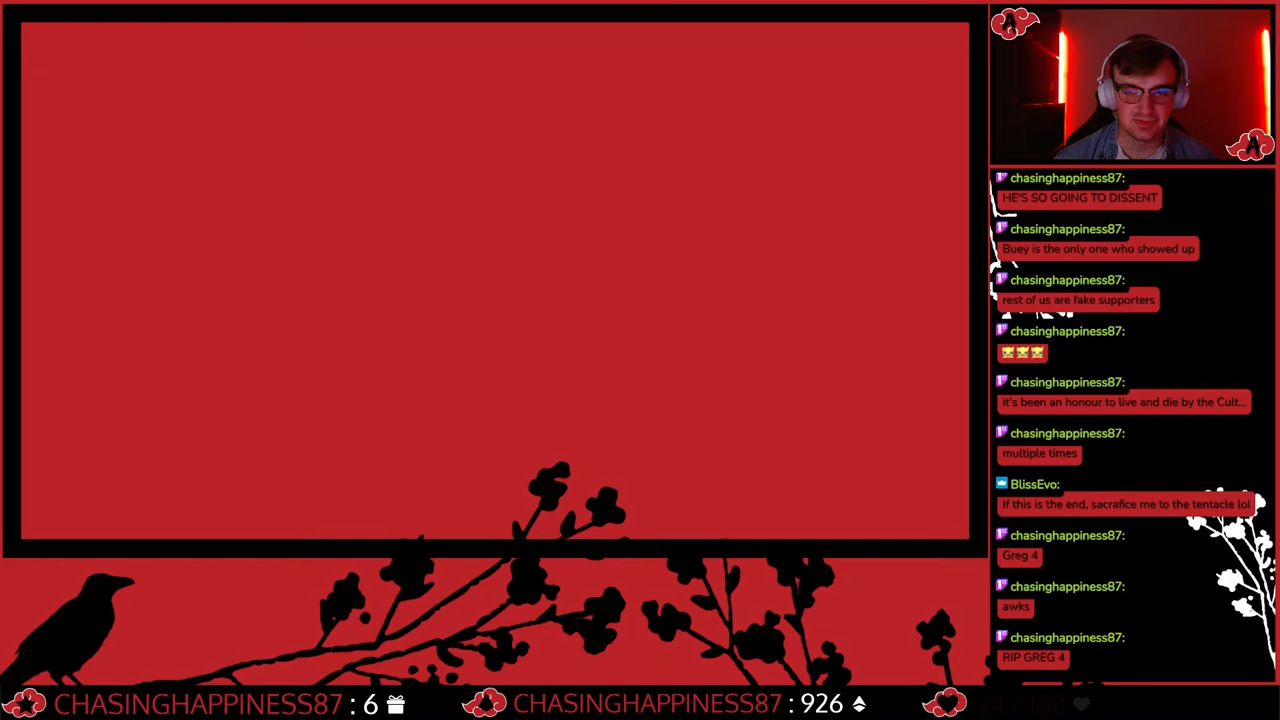 A
A
chasinghappiness87:
HE'S SO GOING TO DISSENT
chasinghappiness87:
Buey is the only one who showed up
chasinghappiness87:
rest of us are fake supporters
chasinghappiness87:
chasinghappiness87:
it's been an honour to live and die by the Cult...
chasinghappiness87:
multiple times
BlissEvo:
If this is the end, sacrafice me to the tentacle lol
chasinghappiness87:
Greg 4
chasinghappiness87:
awks
chasinghappiness87:
RIP GREG 4
CHASINGHAPPINESS87 : 6
CHASINGHAPPINESS87 : 926